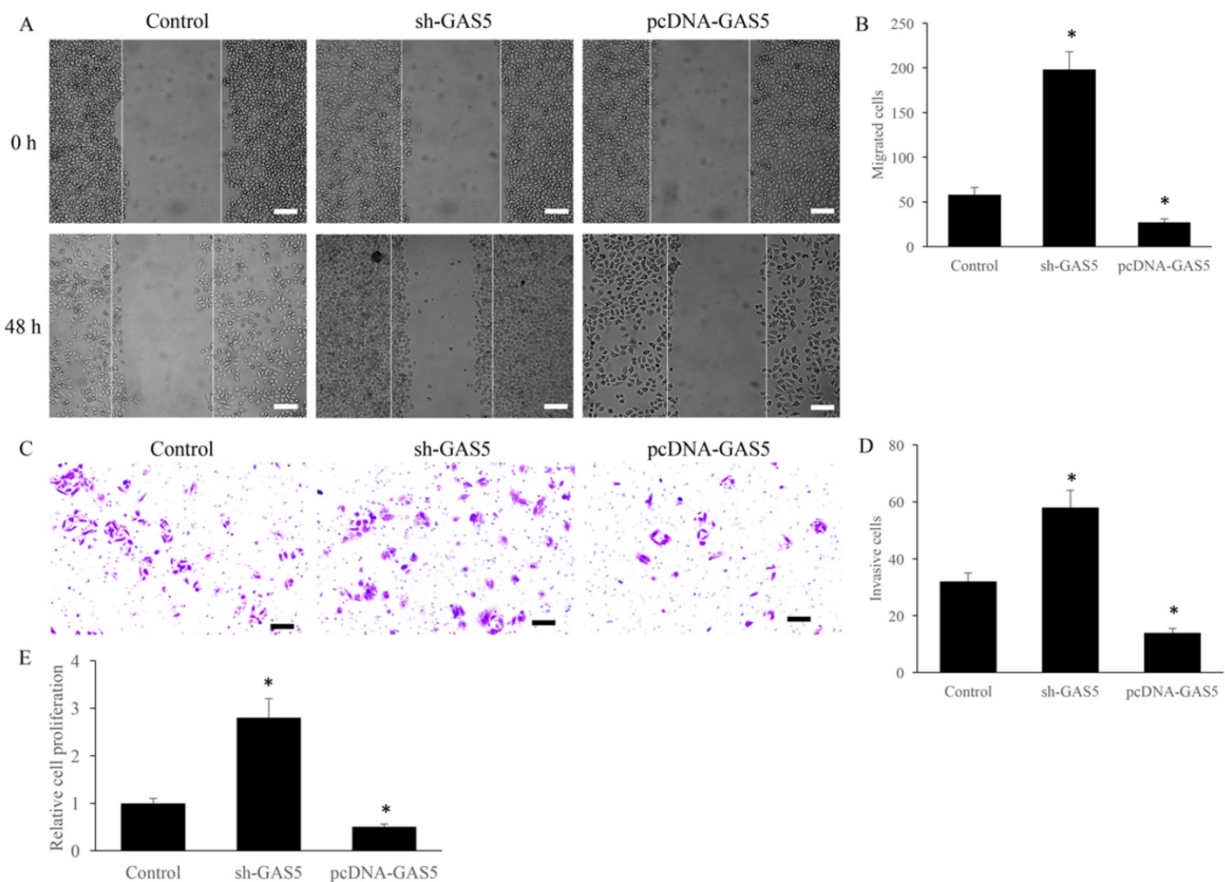 A
Control
sh-GAS5
pcDNA-GAS5
0 h
48 h
B
Migrated cells
250
200
150
100
50
0
Control
sh-GAS5
pcDNA-GAS5
*
*
C
Control
sh-GAS5
pcDNA-GAS5
D
Invasive cells
80
60
40
20
0
Control
sh-GAS5
pcDNA-GAS5
*
*
E
Relative cell proliferation
4
3
2
1
0
Control
sh-GAS5
pcDNA-GAS5
*
*